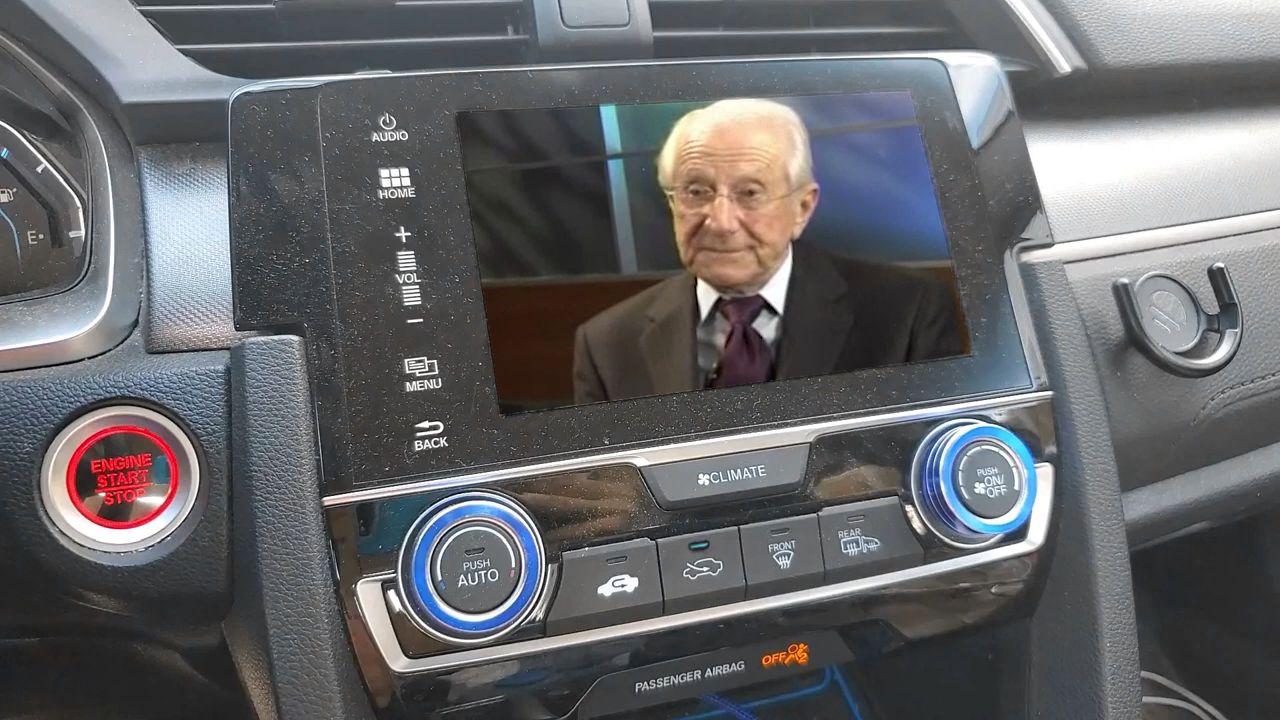 AUDIO
HOME
+
VOL
−
MENU
BACK
E
ENGINE
START
STOP
CLIMATE
PUSH
AUTO
FRONT
REAR
PUSH
ON/
OFF
PASSENGER AIRBAG
OFF